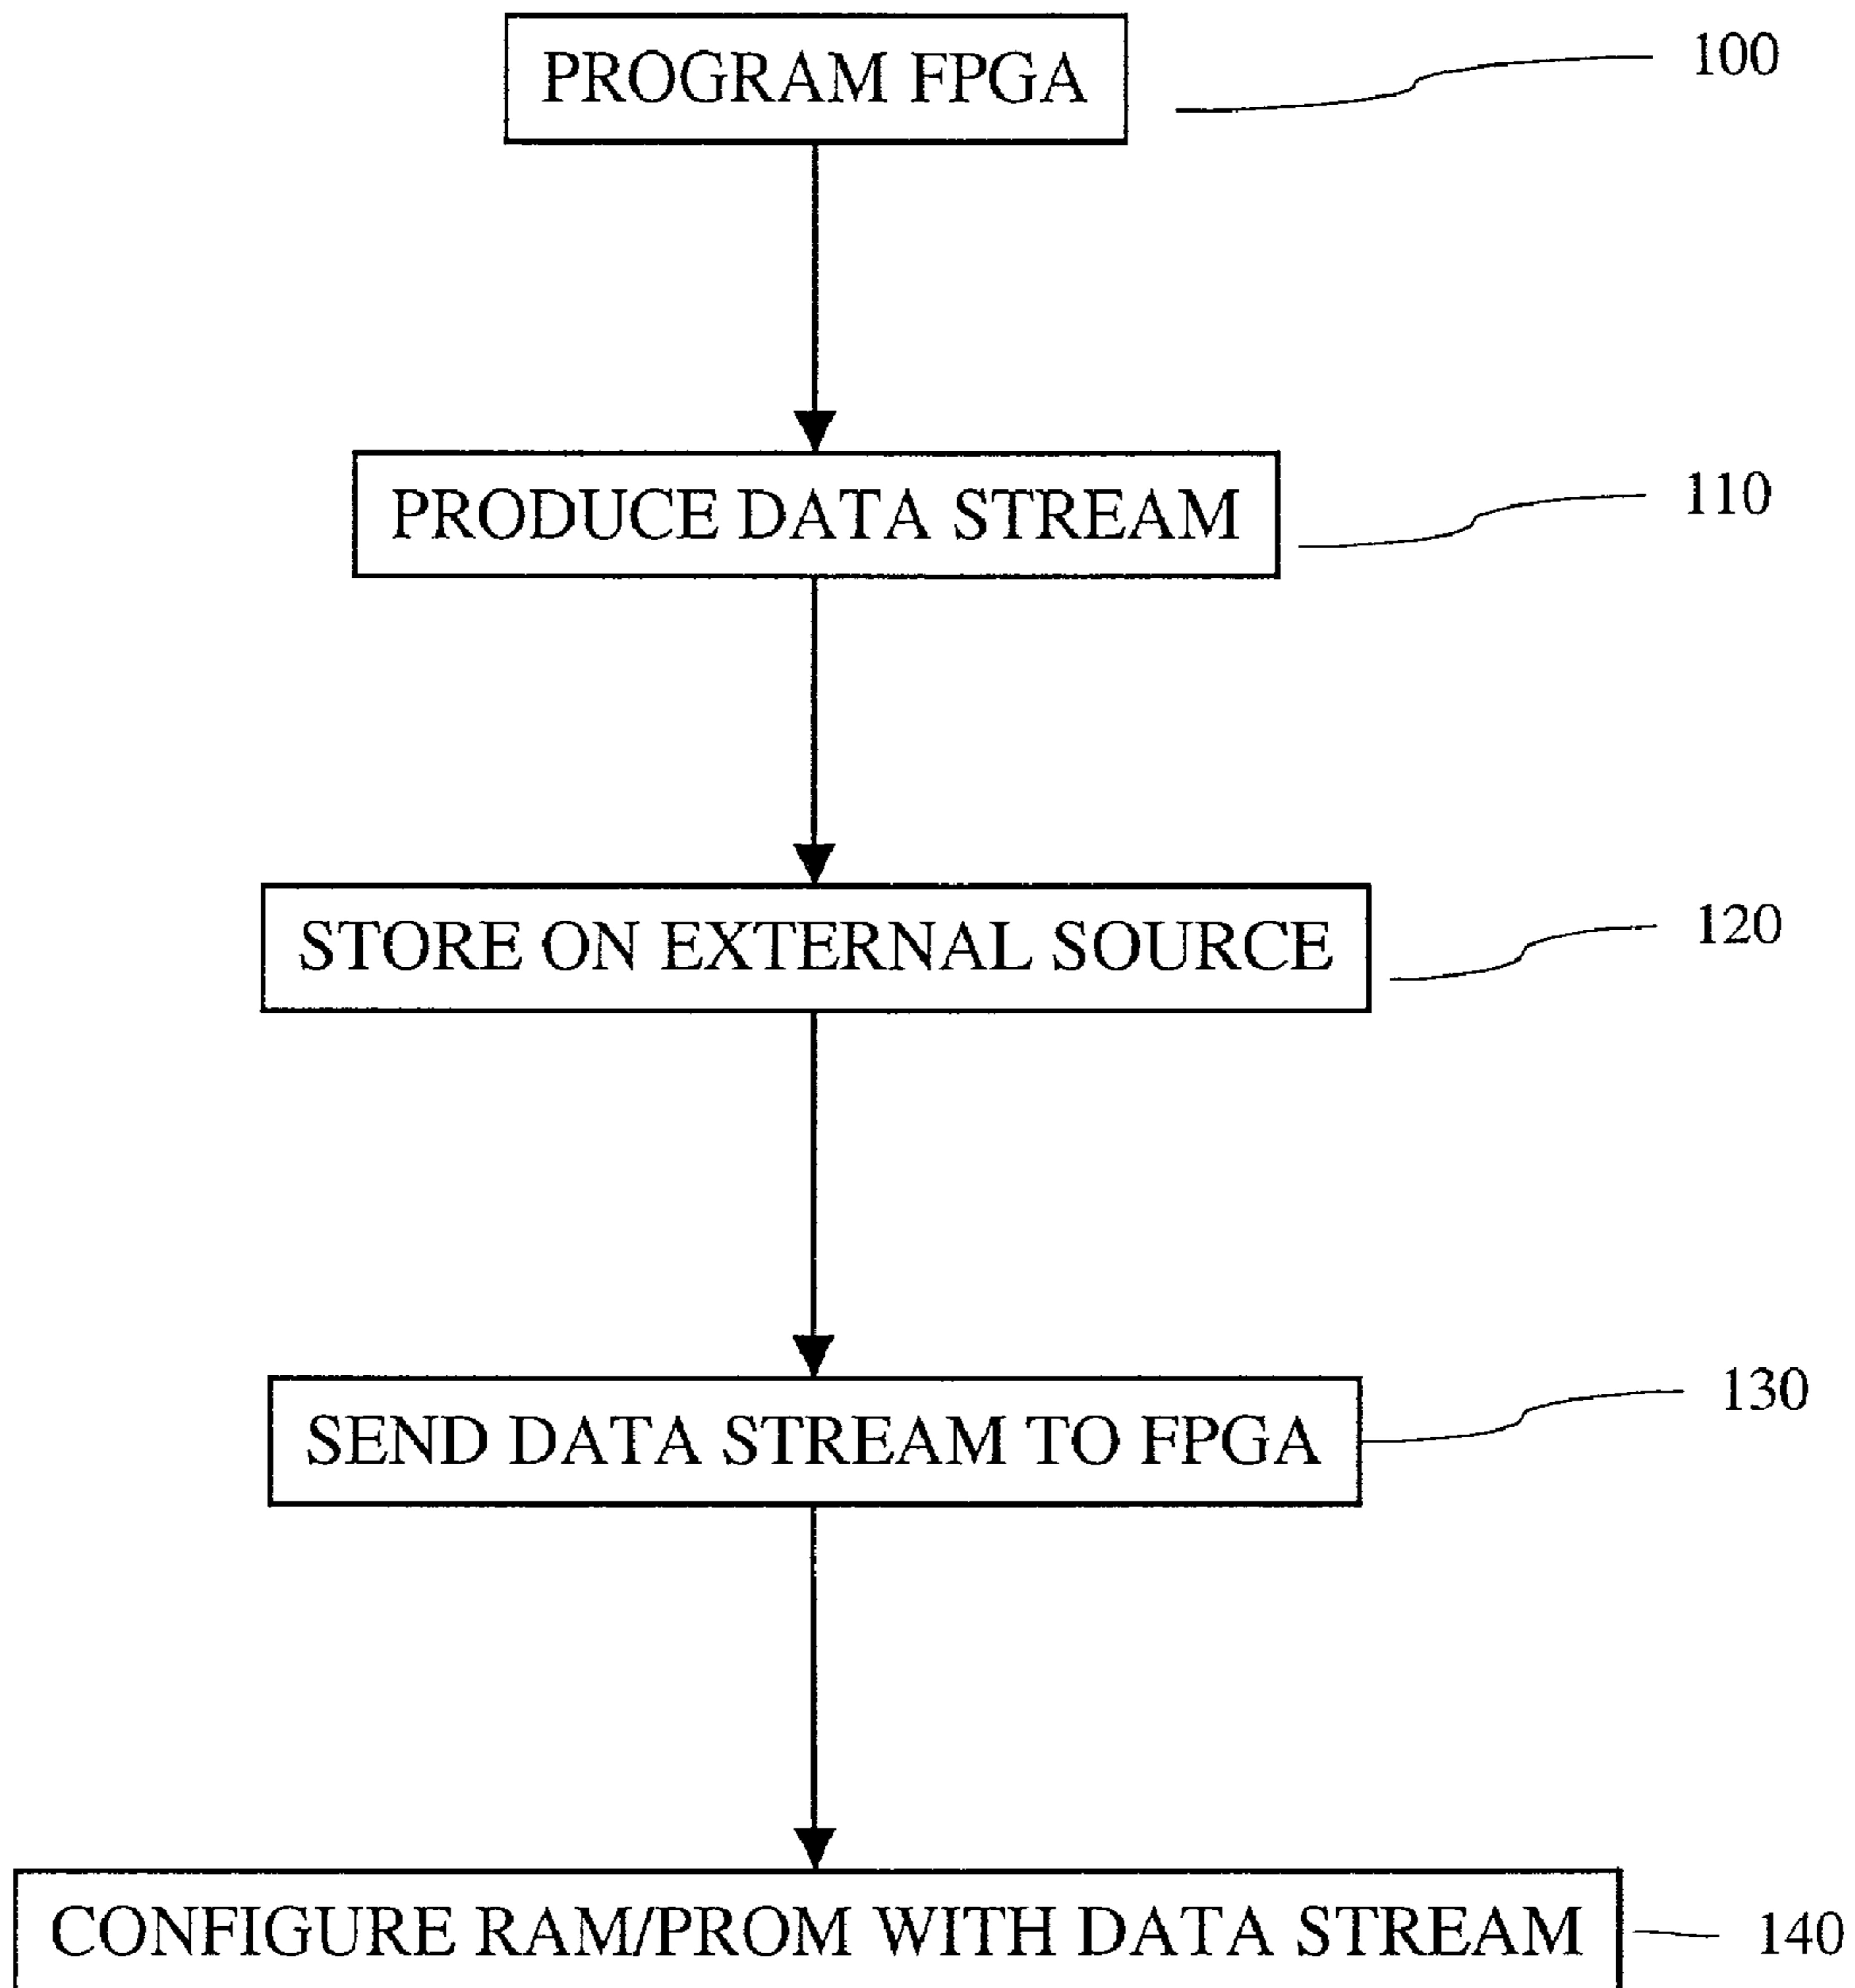 PROGRAM FPGA
100
PRODUCE DATA STREAM
110
STORE ON EXTERNAL SOURCE
120
SEND DATA STREAM TO FPGA
130
CONFIGURE RAM/PROM WITH DATA STREAM
140